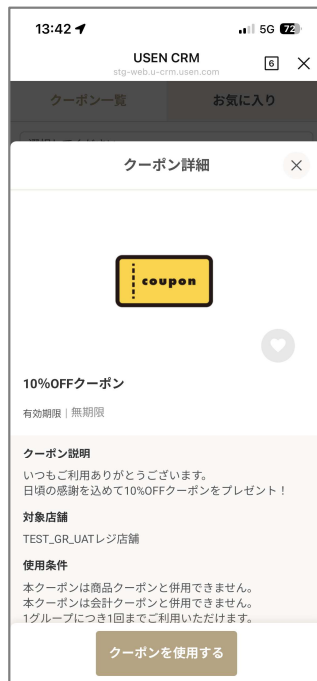 13:42
5G 72
USEN CRM
stg-web.u-crm.usen.com
6
クーポン一覧
お気に入り
クーポン詳細
coupon
10%OFFクーポン
有効期限｜無期限
クーポン説明
いつもご利用ありがとうございます。
日頃の感謝を込めて10%OFFクーポンをプレゼント！
対象店舗
TEST_GR_UATレジ店舗
使用条件
本クーポンは商品クーポンと併用できません。
本クーポンは会計クーポンと併用できません。
1グループにつき1回までご利用いただけます。
クーポンを使用する